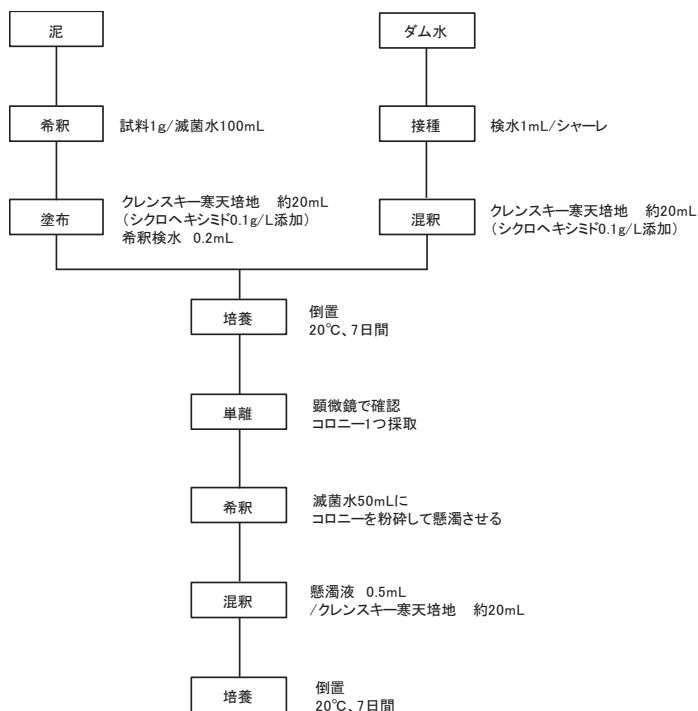 泥
ダム水
希釈
試料1g/滅菌水100mL
接種
検水1mL/シャーレ
塗布
クレンスキー寒天培地　約20mL
（シクロヘキシミド0.1g/L添加）
希釈検水　0.2mL
混釈
クレンスキー寒天培地　約20mL
（シクロヘキシミド0.1g/L添加）
培養
倒置
20℃、7日間
単離
顕微鏡で確認
コロニー1つ採取
希釈
滅菌水50mLに
コロニーを粉砕して懸濁させる
混釈
懸濁液　0.5mL
/クレンスキー寒天培地　約20mL
培養
倒置
20℃、7日間